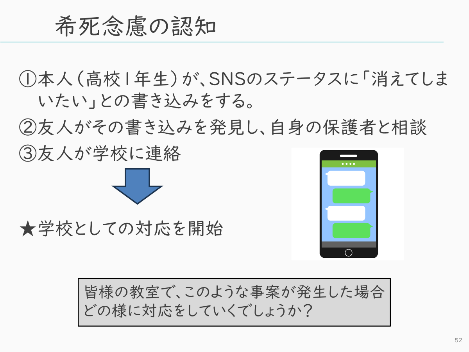 希死念慮の認知
①本人（高校１年生）が、SNSのステータスに「消えてしま
いたい」との書き込みをする。
②友人がその書き込みを発見し、自身の保護者と相談
③友人が学校に連絡
★学校としての対応を開始
皆様の教室で、このような事案が発生した場合
どの様に対応をしていくでしょうか？
52